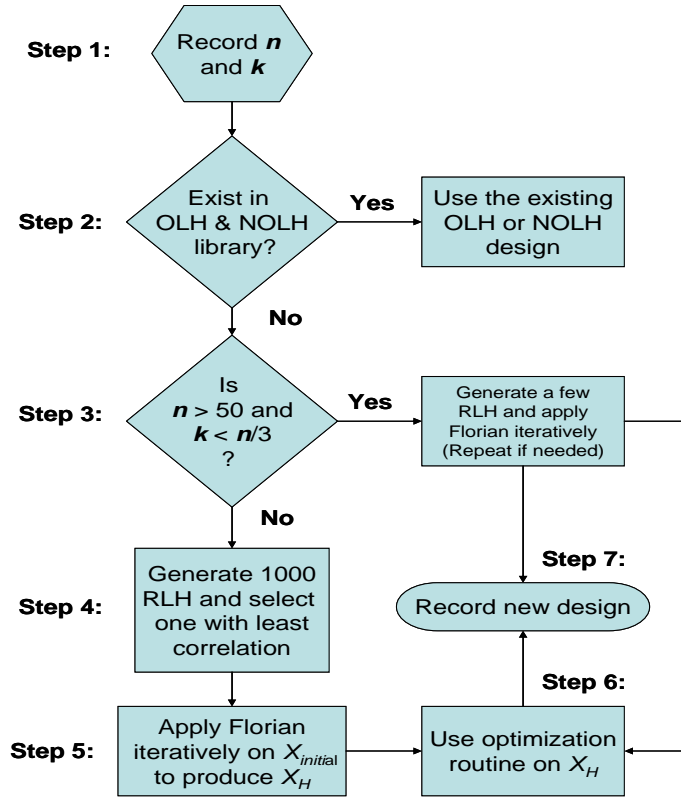 Step 1:
Record n
and k
Step 2:
Exist in
OLH & NOLH
library?
Yes
Use the existing
OLH or NOLH
design
No
Step 3:
Is
n > 50 and
k < n/3
?
Yes
Generate a few
RLH and apply
Florian iteratively
(Repeat if needed)
No
Step 4:
Generate 1000
RLH and select
one with least
correlation
Step 7:
Record new design
Step 6:
Step 5:
Apply Florian
iteratively on Xinitial
to produce XH
Use optimization
routine on XH